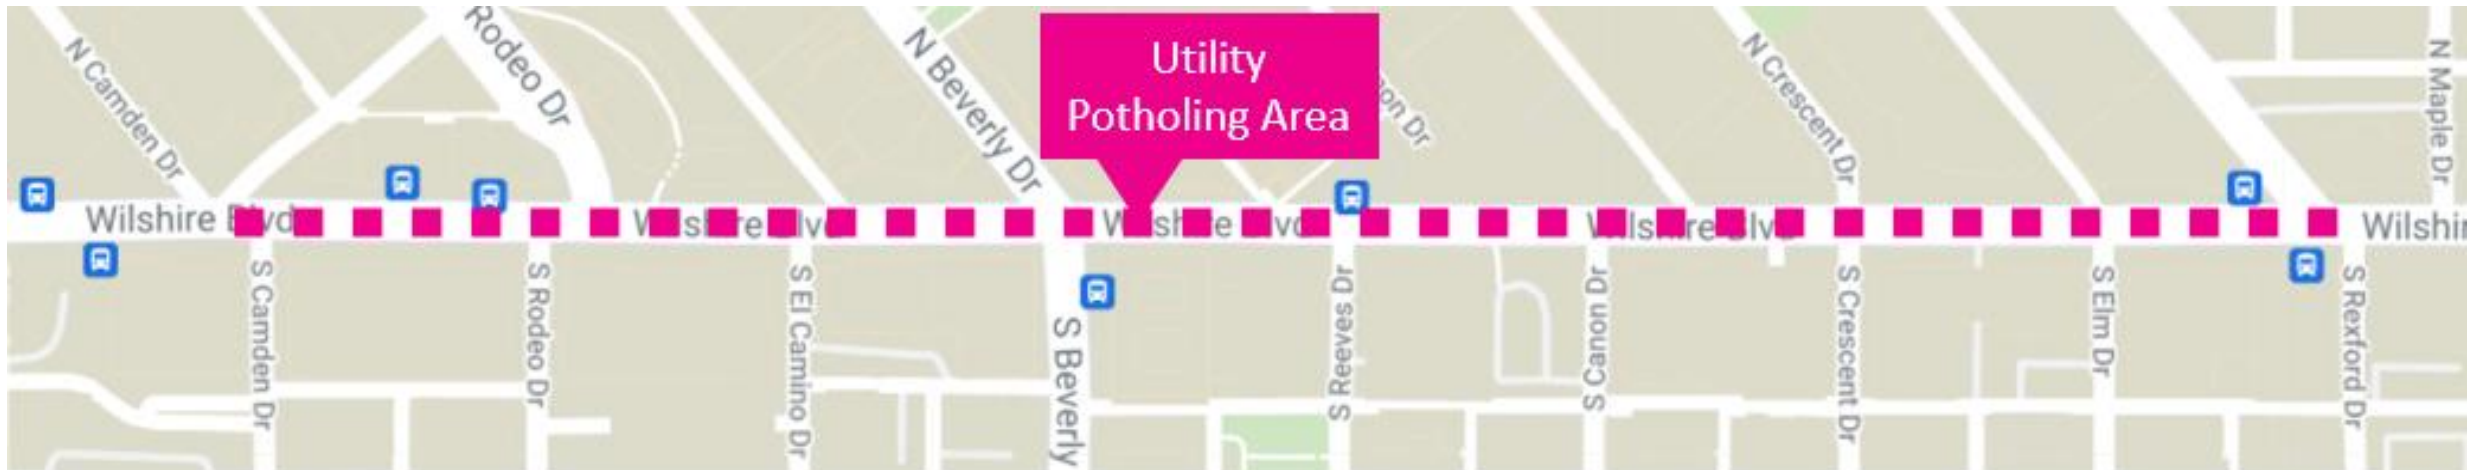 N Camden Dr
Rodeo Dr
N Beverly Dr
Utility
Potholing Area
N Crescent Dr
N Maple Dr
Wilshire Blvd
Wilshire Blvd
Wilshire Blvd
Wilshire Blvd
S Camden Dr
S Rodeo Dr
S El Camino Dr
S Beverly
S Reeves Dr
S Canon Dr
S Crescent Dr
S Elm Dr
S Rexford Dr